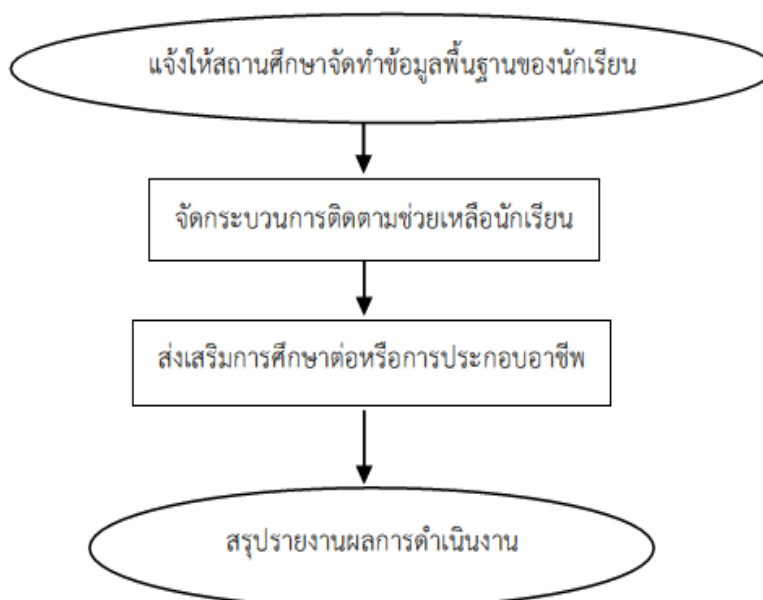 แจ้งให้สถานศึกษาจัดทำข้อมูลพื้นฐานของนักเรียน
จัดกระบวนการติดตามช่วยเหลือนักเรียน
ส่งเสริมการศึกษาต่อหรือการประกอบอาชีพ
สรุปรายงานผลการดำเนินงาน